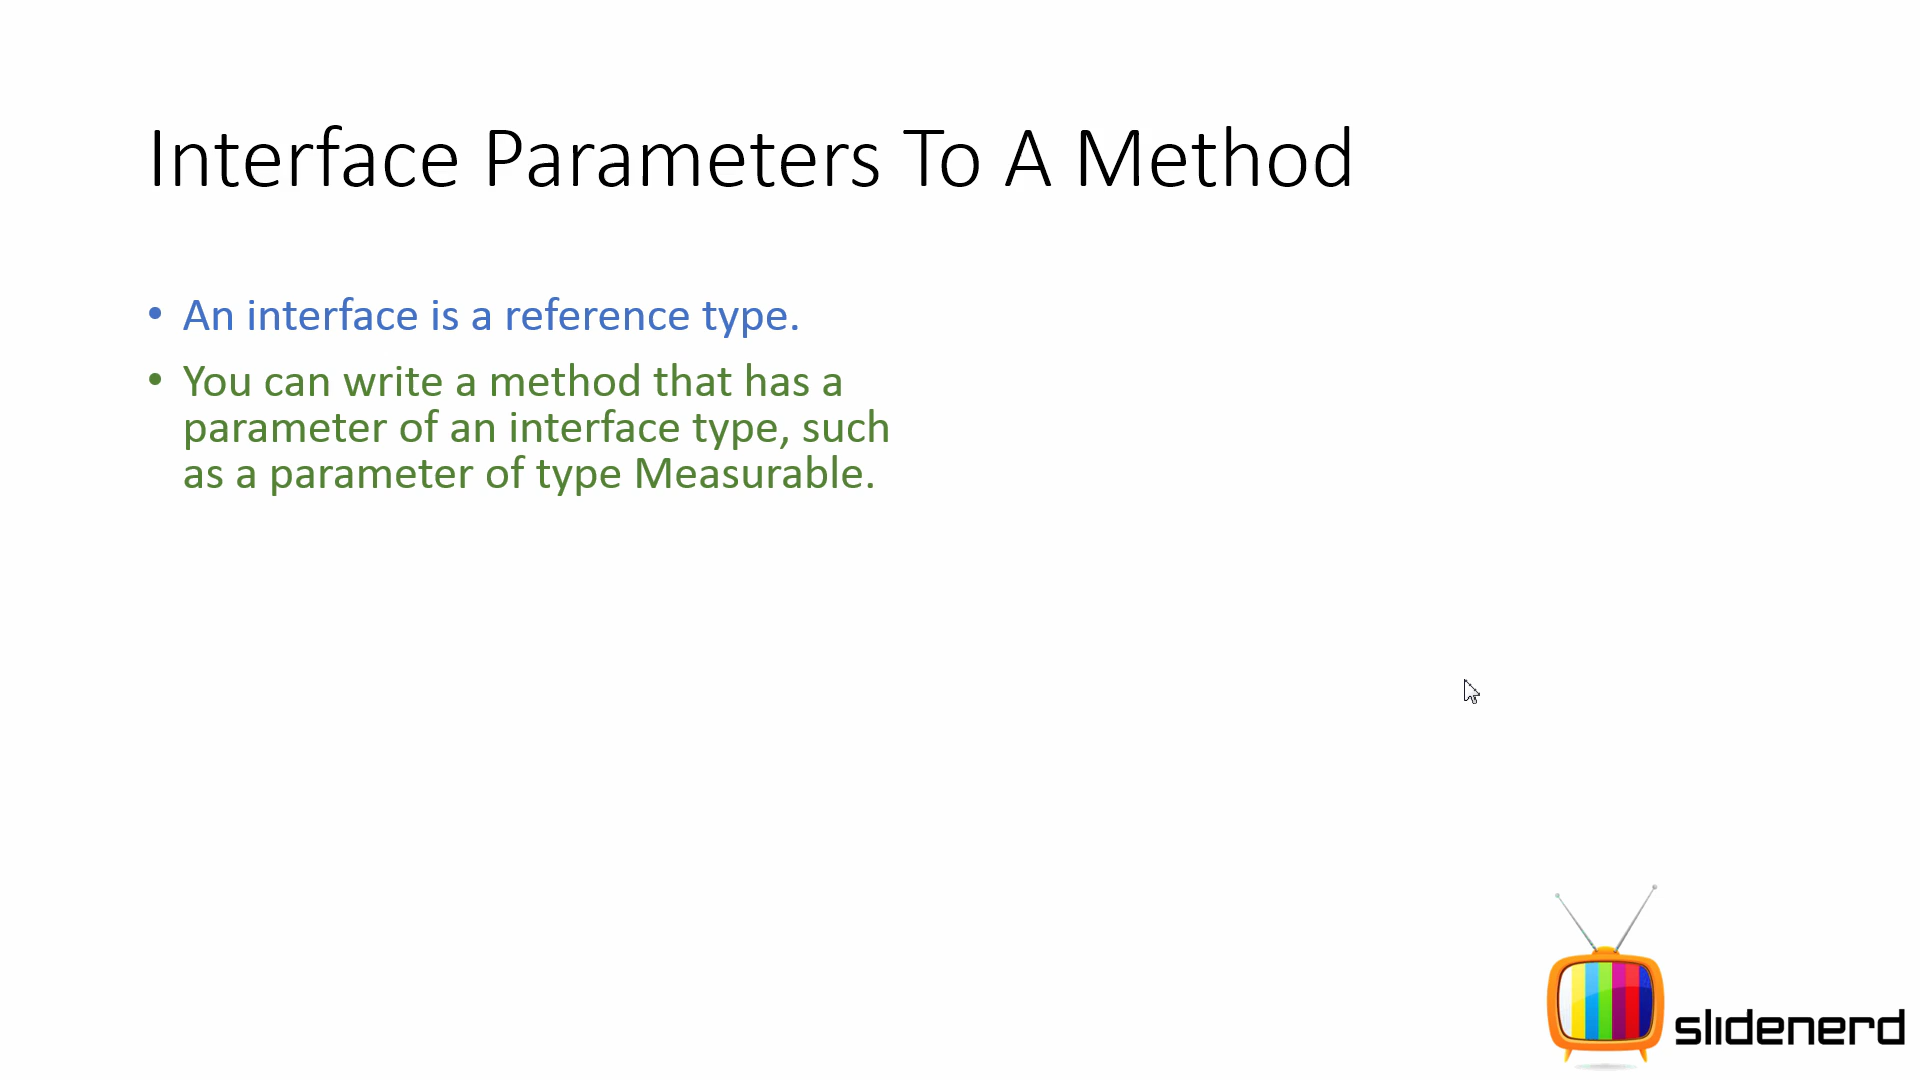 Interface Parameters To A Method
• An interface is a reference type.
• You can write a method that has a
parameter of an interface type, such
as a parameter of type Measurable.
slidenerd